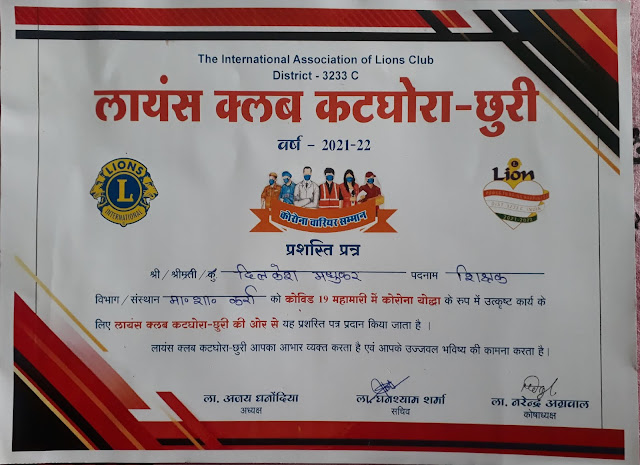 The International Association of Lions Club
District - 3233 C
लायंस क्लब कटघोरा-छुरी
वर्ष - 2021-22
LIONS
L
INTERNATIONAL
कोरोना वारियर सम्मान
Lion
प्रशस्ति प्रत्र
श्री / श्रीमती / कु दिलकेश मधुकर पदनाम शिक्षक
विभाग / संस्थान मा॰ शा॰ कर्रा को कोविड 19 महामारी में कोरोना योद्धा के रूप में उत्कृष्ट कार्य के
लिए लायंस क्लब कटघोरा-छुरी की ओर से यह प्रशस्ति पत्र प्रदान किया जाता है ।
लायंस क्लब कटघोरा-छुरी आपका आभार व्यक्त करता है एवं आपके उज्जवल भविष्य की कामना करता है।
ला. अजय धर्नोदिया
अध्यक्ष
ला. घनश्याम शर्मा
सचिव
ला. नरेन्द्र अग्रवाल
कोषाध्यक्ष